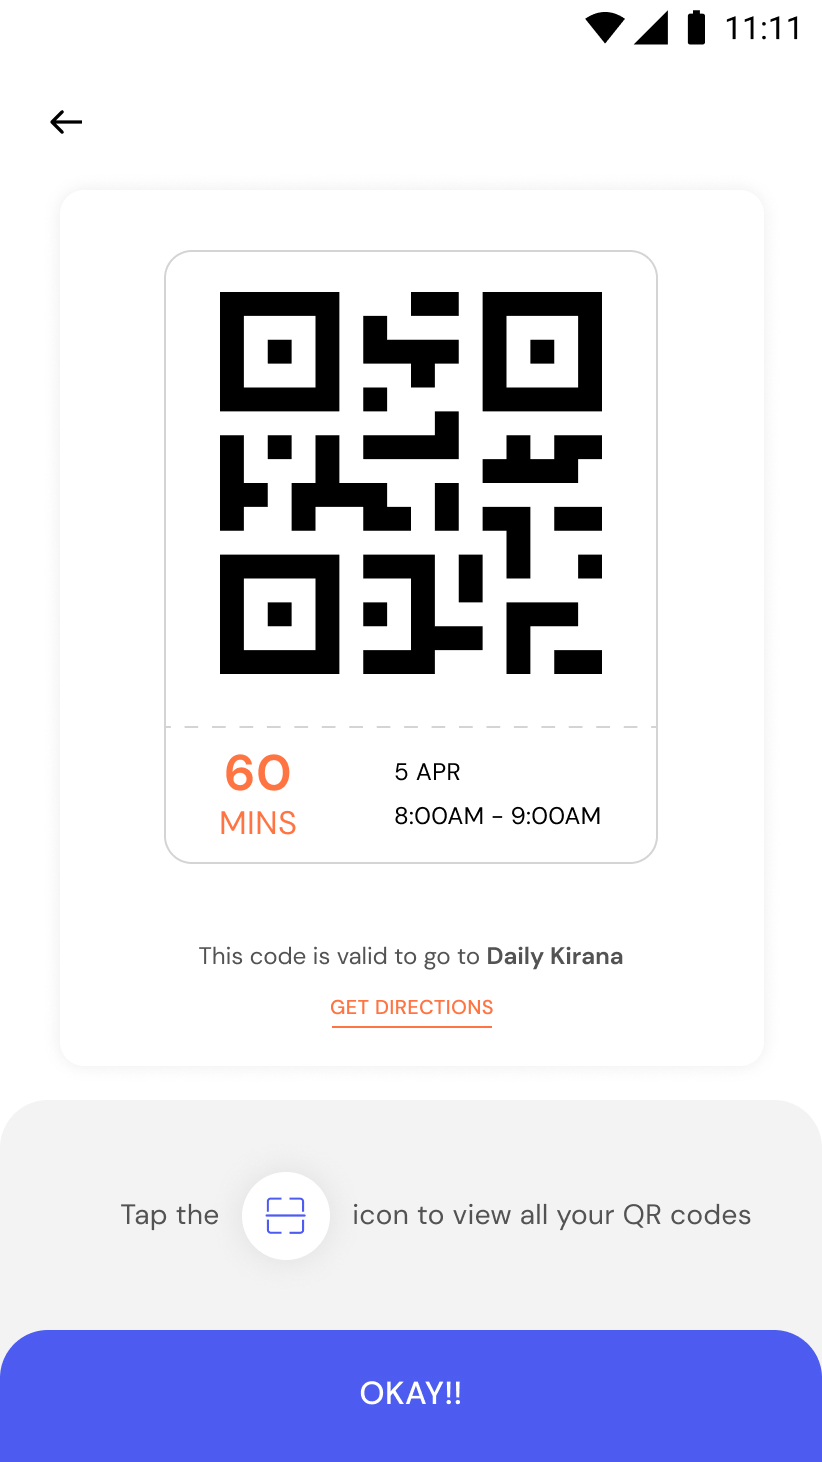 11:11
60
MINS
5 APR
8:00AM - 9:00AM
This code is valid to go to Daily Kirana
GET DIRECTIONS
Tap the icon to view all your QR codes
OKAY!!